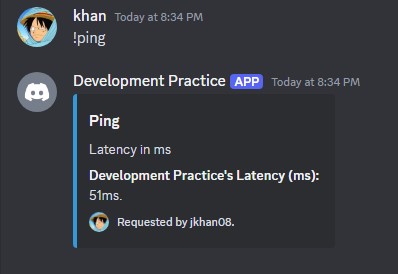 khan Today at 8:34 PM
!ping
Development Practice APP Today at 8:34 PM
Ping
Latency in ms
Development Practice's Latency (ms):
51ms.
Requested by jkhan08.